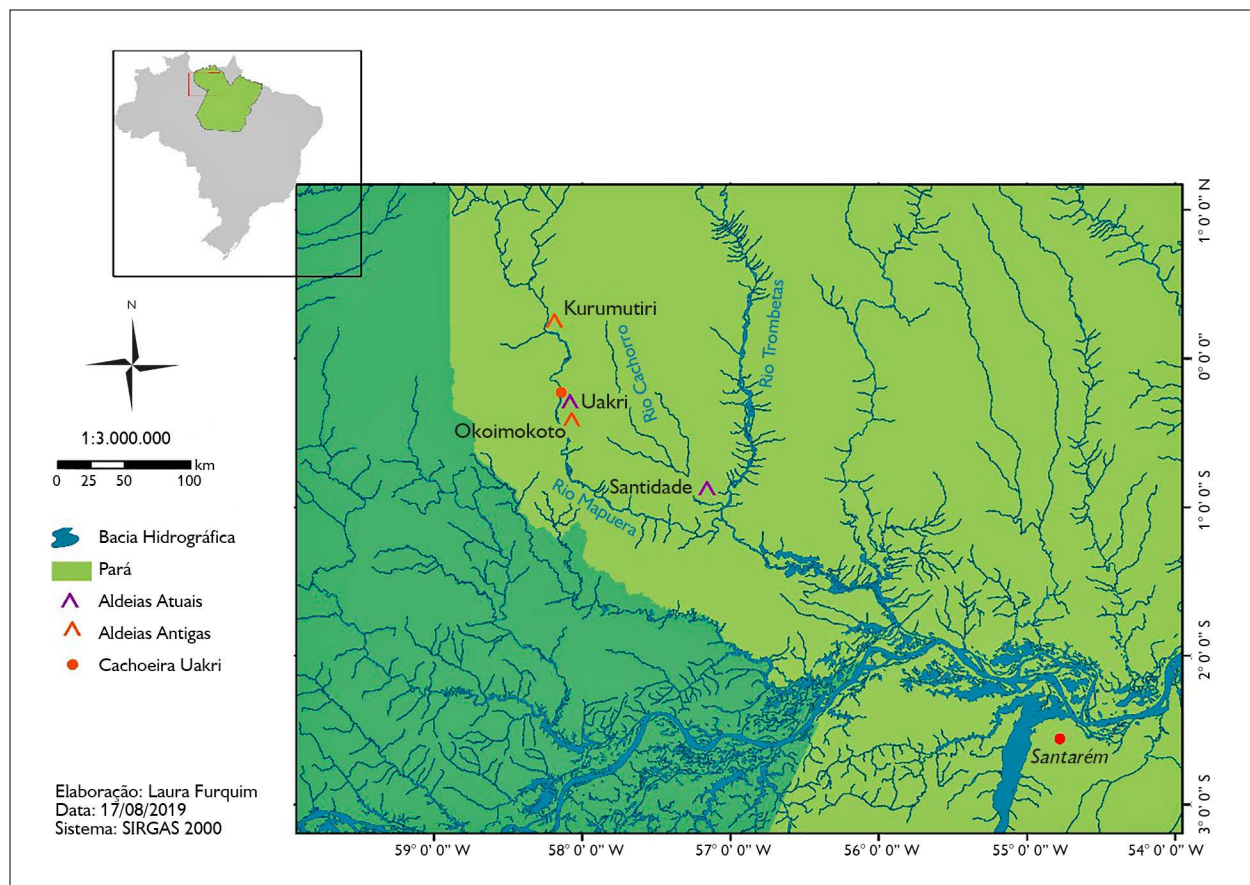 N
1:3.000.000
0 25 50 100 km
Bacia Hidrográfica
Pará
Aldeias Atuais
Aldeias Antigas
Cachoeira Uakri
Elaboração: Laura Furquim
Data: 17/08/2019
Sistema: SIRGAS 2000
Kurumutiri
Uakri
Okoimokoto
Santidade
Rio Cachorro
Rio Trombetas
Rio Mapuera
Santarém
1° 0' 0" N
0° 0' 0"
1° 0' 0" S
2° 0' 0" S
3° 0' 0" S
59° 0' 0" W
58° 0' 0" W
57° 0' 0" W
56° 0' 0" W
55° 0' 0" W
54° 0' 0" W